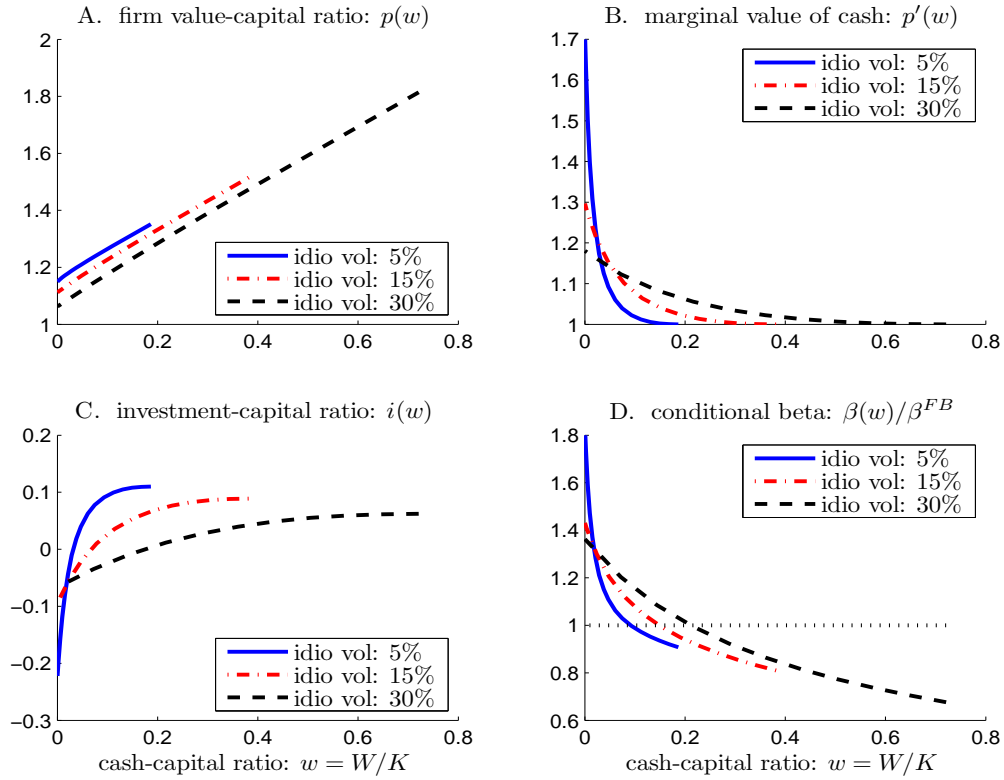 A. firm value-capital ratio: p(w)
2
1.8
1.6
1.4
1.2
1
0 0.2 0.4 0.6 0.8
idio vol: 5%
idio vol: 15%
idio vol: 30%
B. marginal value of cash: p′(w)
1.7
1.6
1.5
1.4
1.3
1.2
1.1
1
0 0.2 0.4 0.6 0.8
idio vol: 5%
idio vol: 15%
idio vol: 30%
C. investment-capital ratio: i(w)
0.2
0.1
0
−0.1
−0.2
−0.3
0 0.2 0.4 0.6 0.8
idio vol: 5%
idio vol: 15%
idio vol: 30%
cash-capital ratio: w = W/K
D. conditional beta: β(w)/β^FB
1.8
1.6
1.4
1.2
1
0.8
0.6
0 0.2 0.4 0.6 0.8
idio vol: 5%
idio vol: 15%
idio vol: 30%
cash-capital ratio: w = W/K